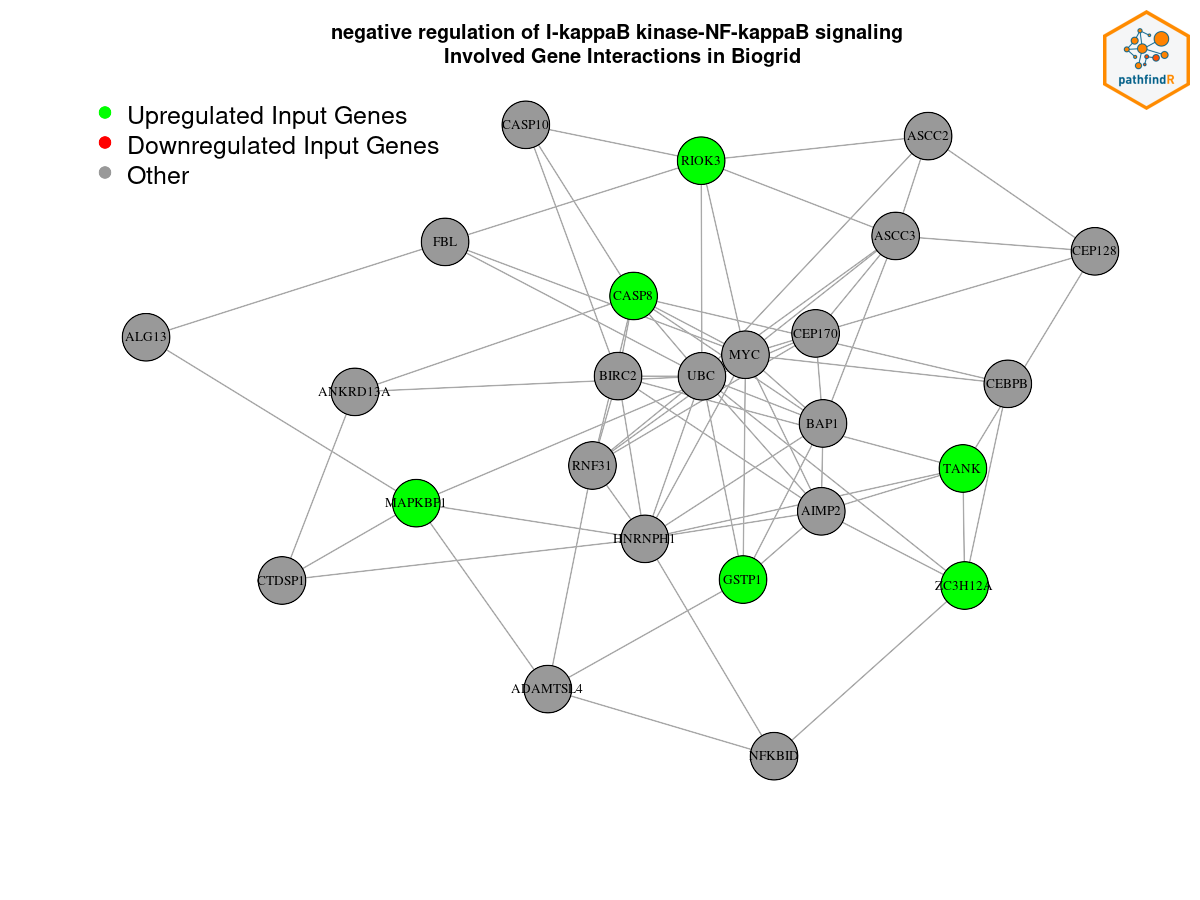 negative regulation of I-kappaB kinase-NF-kappaB signaling
Involved Gene Interactions in Biogrid
pathfindR
Upregulated Input Genes
Downregulated Input Genes
Other
CASP10
ASCC2
RIOK3
ASCC3
FBL
CEP128
CASP8
CEP170
ALG13
MYC
BIRC2
UBC
CEBPB
ANKRD13A
BAP1
RNF31
TANK
MAPKBP1
AIMP2
HNRNPH1
CTDSP1
GSTP1
ZC3H12A
ADAMTSL4
NFKBID